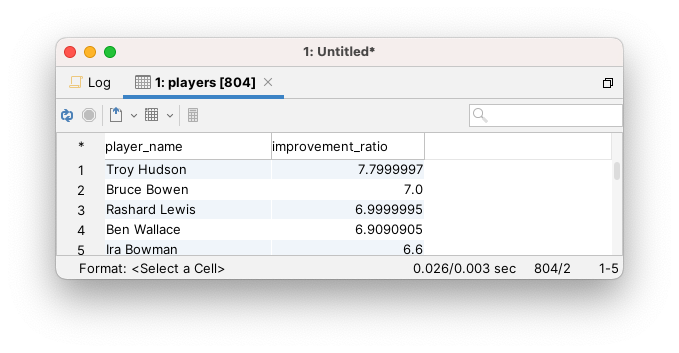 1: Untitled*
Log 1: players [804]
* player_name improvement_ratio
1 Troy Hudson 7.7999997
2 Bruce Bowen 7.0
3 Rashard Lewis 6.9999995
4 Ben Wallace 6.9090905
5 Ira Bowman 6.6
Format: <Select a Cell> 0.026/0.003 sec 804/2 1-5